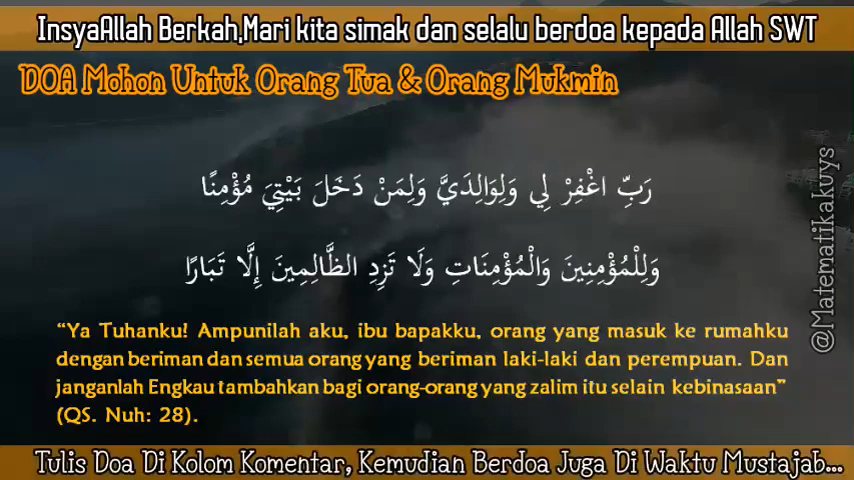 InsyaAllah Berkah,Mari kita simak dan selalu berdoa kepada Allah SWT
DOA Mohon Untuk Orang Tua & Orang Mukmin
رَبِّ اغْفِرْ لِي وَلِوَالِدَيَّ وَلِمَنْ دَخَلَ بَيْتِيَ مُؤْمِنًا
وَلِلْمُؤْمِنِينَ وَالْمُؤْمِنَاتِ وَلَا تَزِدِ الظَّالِمِينَ إِلَّا تَبَارًا
“Ya Tuhanku! Ampunilah aku, ibu bapakku, orang yang masuk ke rumahku
dengan beriman dan semua orang yang beriman laki-laki dan perempuan. Dan
janganlah Engkau tambahkan bagi orang-orang yang zalim itu selain kebinasaan”
(QS. Nuh: 28).
@Matematikakuys
Tulis Doa Di Kolom Komentar, Kemudian Berdoa Juga Di Waktu Mustajab...